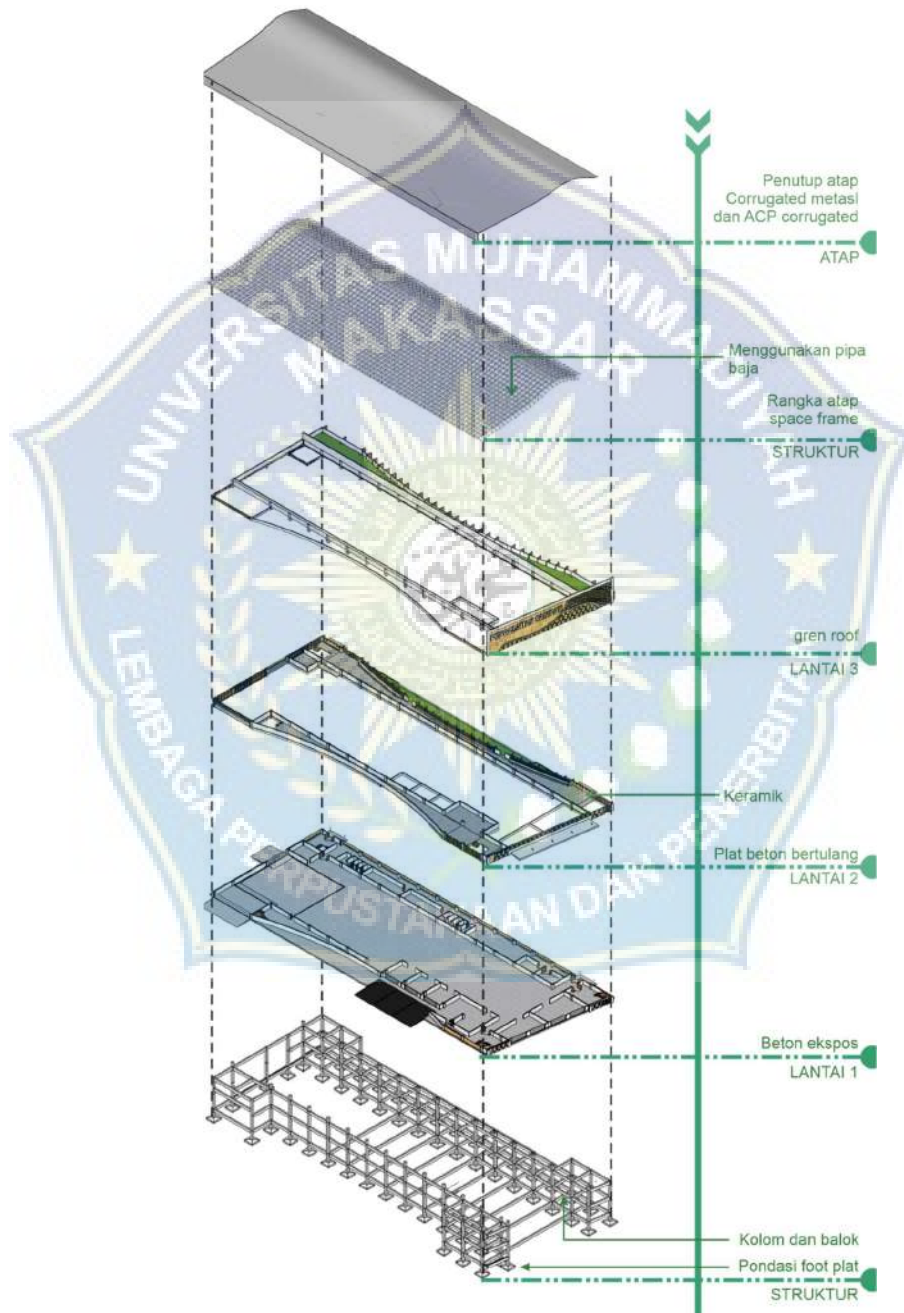 Penutup atap
Corrugated metasi
dan ACP corrugated
ATAP
UNIVERSITAS MUHAMMADIYAH
MAKASSAR
Menggunakan pipa
baja
Rangka atap
space frame
STRUKTUR
gren roof
LANTAI 3
Keramik
Plat beton bertulang
LANTAI 2
LEMBAGA PERPUSTAKAAN DAN PENERBITAN
Beton ekspos
LANTAI 1
Kolom dan balok
Pondasi foot plat
STRUKTUR